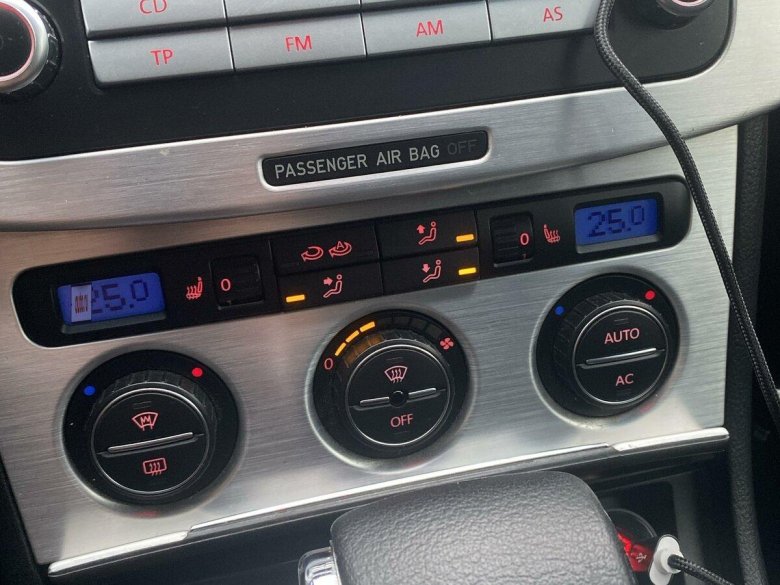 CD
TP FM AM AS
PASSENGER AIR BAG OFF
25.0 0 A 0 25.0
0
AUTO
AC
OFF